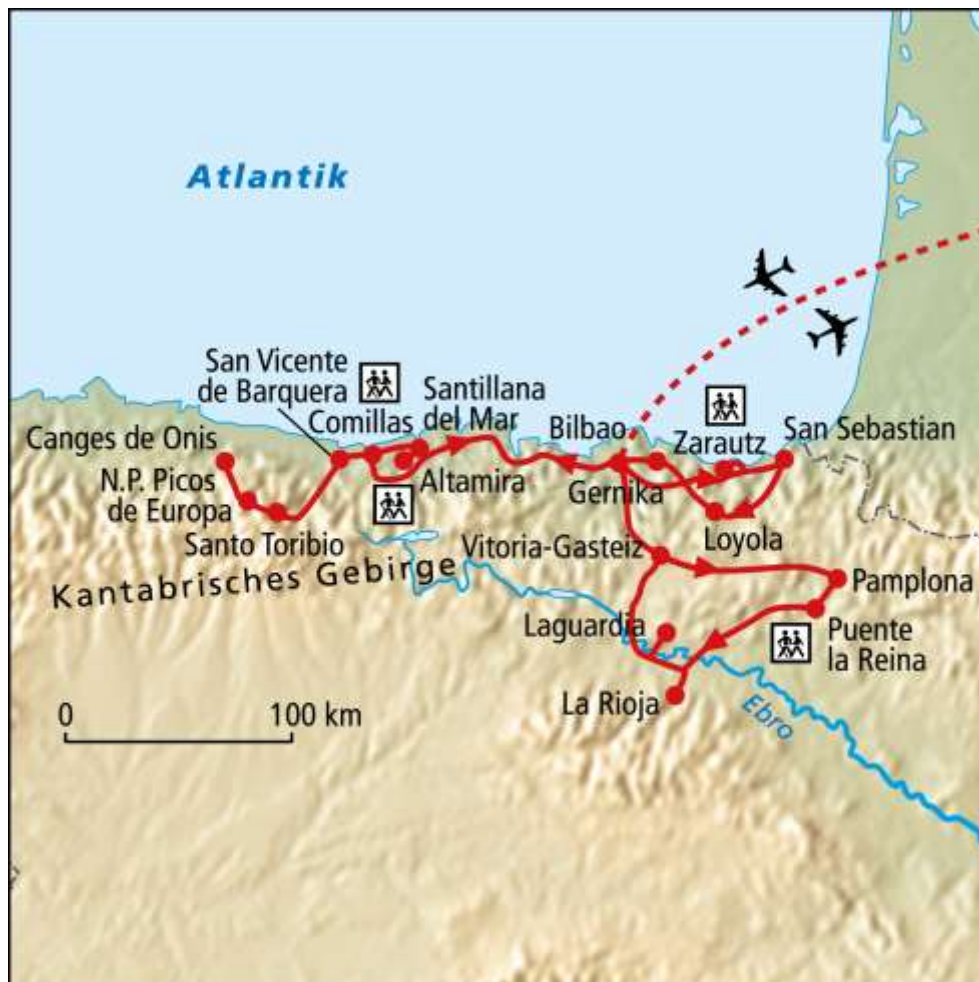 Atlantik
San Vicente
de Barquera
Comillas
Santillana
del Mar
Bilbao
Zarautz
San Sebastian
Canges de Onis
Altamira
Gernika
N.P. Picos
de Europa
Santo Toribio
Loyola
Vitoria-Gasteiz
Kantabrisches Gebirge
Pamplona
Laguardia
Puente
la Reina
La Rioja
Ebro
0 100 km